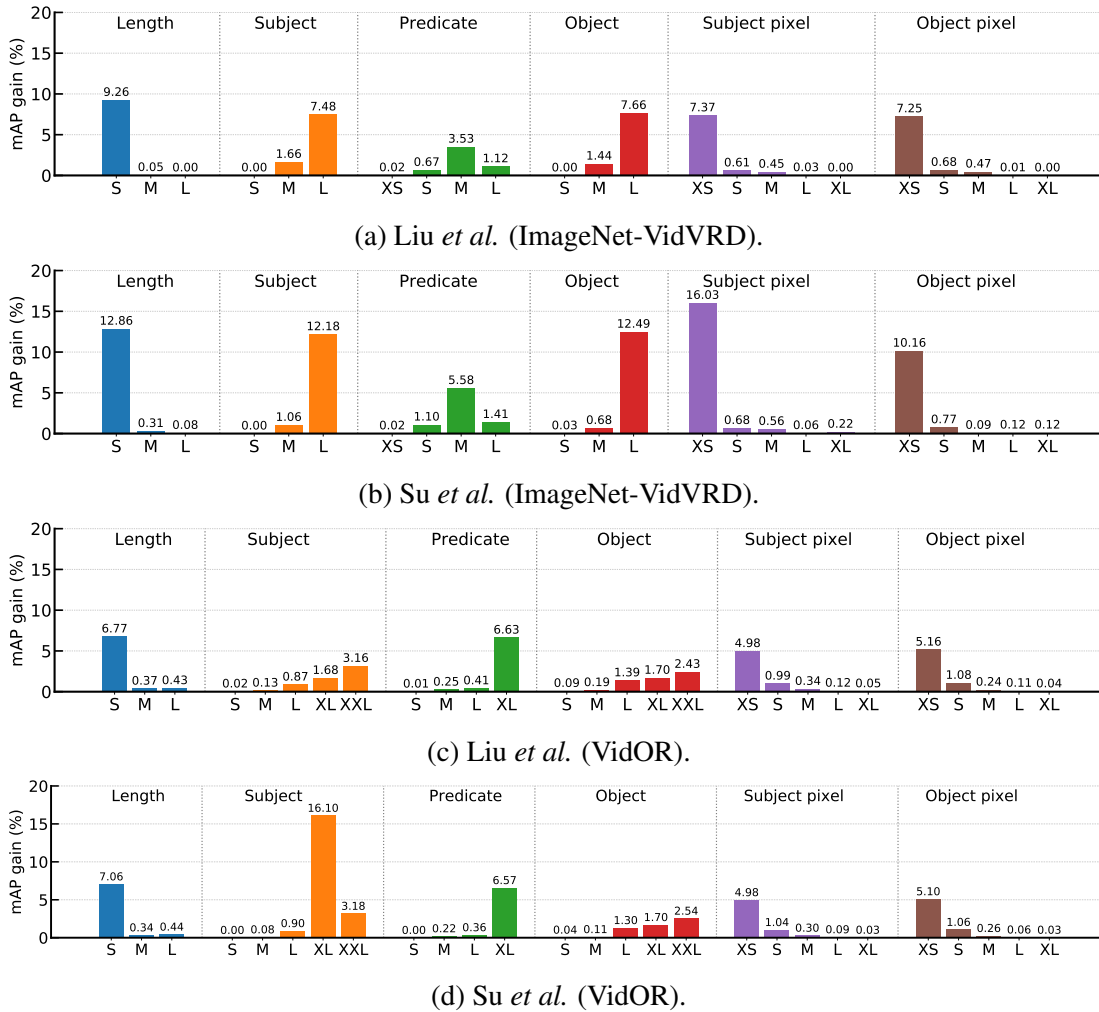 Length Subject Predicate Object Subject pixel Object pixel
mAP gain (%)
20
15
10
5
0
9.26 0.05 0.00 0.00 1.66 7.48 0.02 0.67 3.53 1.12 0.00 1.44 7.66 7.37 0.61 0.45 0.03 0.00 7.25 0.68 0.47 0.01 0.00
S M L S M L XS S M L S M L XS S M L XL XS S M L XL
(a) Liu et al. (ImageNet-VidVRD).
Length Subject Predicate Object Subject pixel Object pixel
mAP gain (%)
20
15
10
5
0
12.86 0.31 0.08 0.00 1.06 12.18 0.02 1.10 5.58 1.41 0.03 0.68 12.49 16.03 0.68 0.56 0.06 0.22 10.16 0.77 0.09 0.12 0.12
S M L S M L XS S M L S M L XS S M L XL XS S M L XL
(b) Su et al. (ImageNet-VidVRD).
Length Subject Predicate Object Subject pixel Object pixel
mAP gain (%)
20
15
10
5
0
6.77 0.37 0.43 0.02 0.13 0.87 1.68 3.16 0.01 0.25 0.41 6.63 0.09 0.19 1.39 1.70 2.43 4.98 0.99 0.34 0.12 0.05 5.16 1.08 0.24 0.11 0.04
S M L S M L XL XXL S M L XL S M L XL XXL XS S M L XL XS S M L XL
(c) Liu et al. (VidOR).
Length Subject Predicate Object Subject pixel Object pixel
mAP gain (%)
20
15
10
5
0
7.06 0.34 0.44 0.00 0.08 0.90 16.10 3.18 0.00 0.22 0.36 6.57 0.04 0.11 1.30 1.70 2.54 4.98 1.04 0.30 0.09 0.03 5.10 1.06 0.26 0.06 0.03
S M L S M L XL XXL S M L XL S M L XL XXL XS S M L XL XS S M L XL
(d) Su et al. (VidOR).